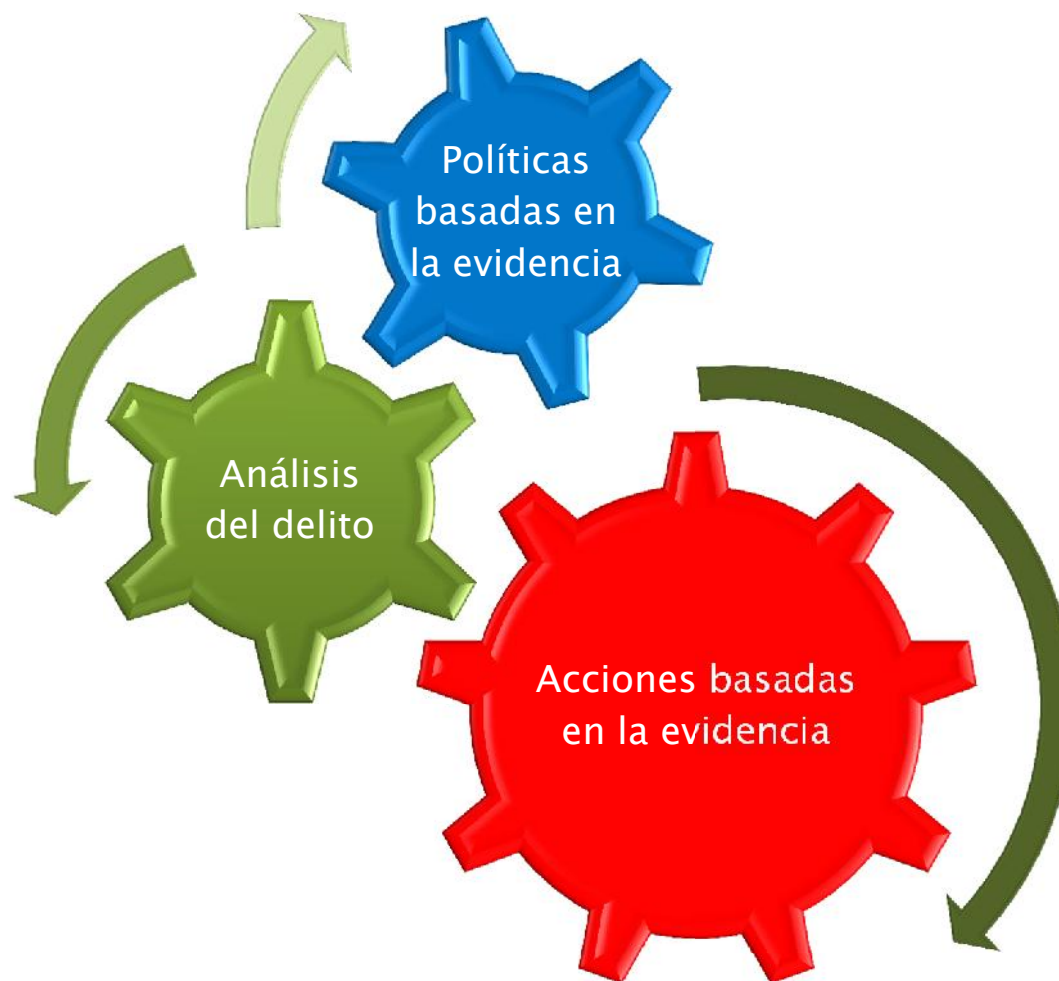 Políticas
basadas en
la evidencia
Análisis
del delito
Acciones basadas
en la evidencia